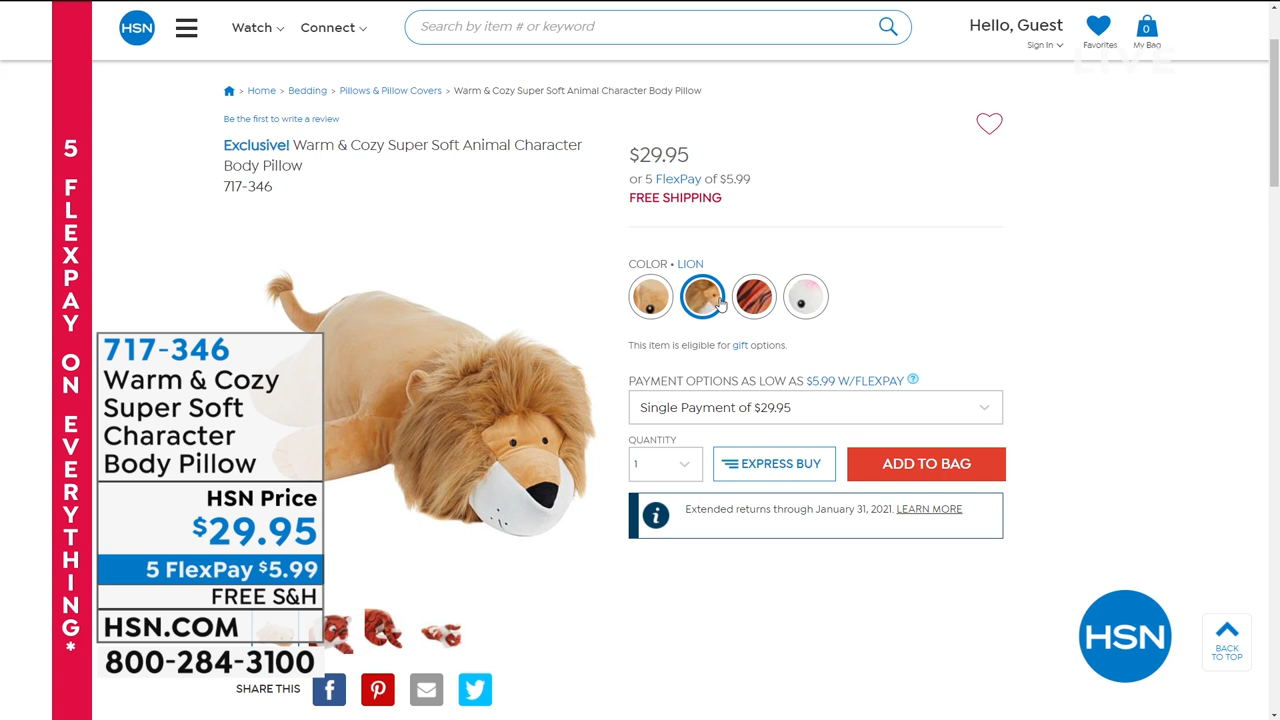 5 FLEXPAY ON EVERYTHING*
HSN
Watch
Connect
Search by item # or keyword
Hello, Guest
Sign In
Favorites
0
My Bag
LIVE
> Home > Bedding > Pillows & Pillow Covers > Warm & Cozy Super Soft Animal Character Body Pillow
Be the first to write a review
Exclusive! Warm & Cozy Super Soft Animal Character
Body Pillow
717-346
$29.95
or 5 FlexPay of $5.99
FREE SHIPPING
COLOR • LION
This item is eligible for gift options.
PAYMENT OPTIONS AS LOW AS $5.99 W/FLEXPAY ?
Single Payment of $29.95
QUANTITY
1
EXPRESS BUY
ADD TO BAG
i
Extended returns through January 31, 2021. LEARN MORE
717-346
Warm & Cozy
Super Soft
Character
Body Pillow
HSN Price
$29.95
5 FlexPay $5.99
FREE S&H
HSN.COM
800-284-3100
SHARE THIS
HSN
BACK
TO TOP